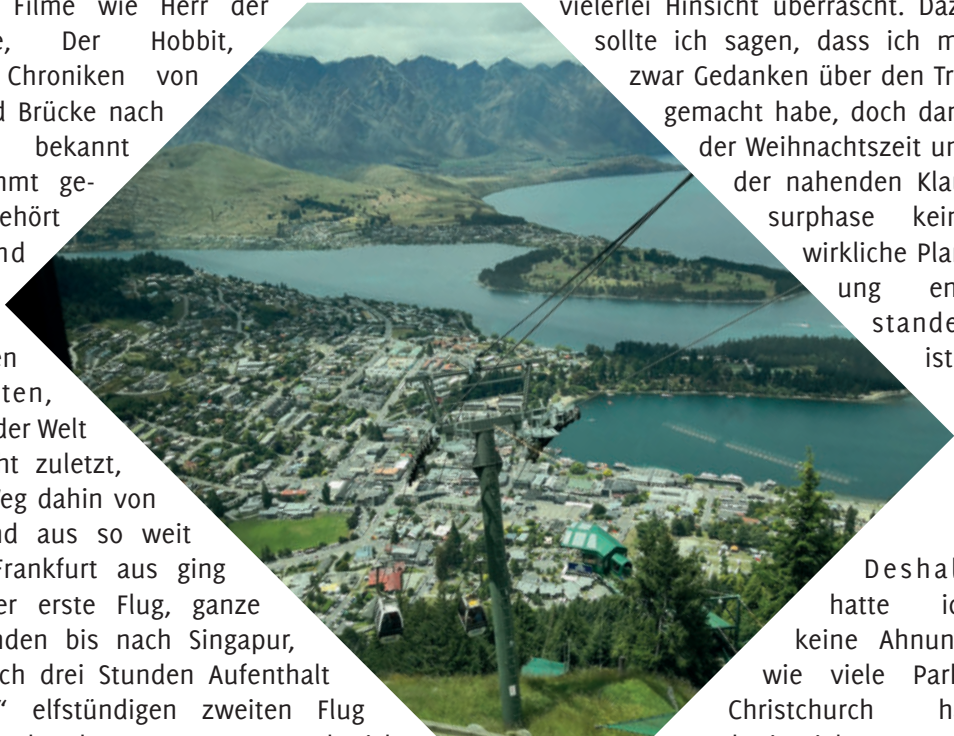 Filme wie Herr der
e, Der Hobbit,
Chroniken von
d Brücke nach
bekannt
mmt ge-
ehört
nd
en
ten,
der Welt
ht zuletzt,
Weg dahin von
nd aus so weit
Frankfurt aus ging
er erste Flug, ganze
nden bis nach Singapur,
ch drei Stunden Aufenthalt
“ elfstündigen zweiten Flug
vielerlei Hinsicht überrascht. Daz
sollte ich sagen, dass ich m
zwar Gedanken über den Tr
gemacht habe, doch dan
der Weihnachtszeit un
der nahenden Klau
surphase kein
wirkliche Plan
ung en
stande
ist
Deshal
hatte ic
keine Ahnun
wie viele Park
Christchurch h